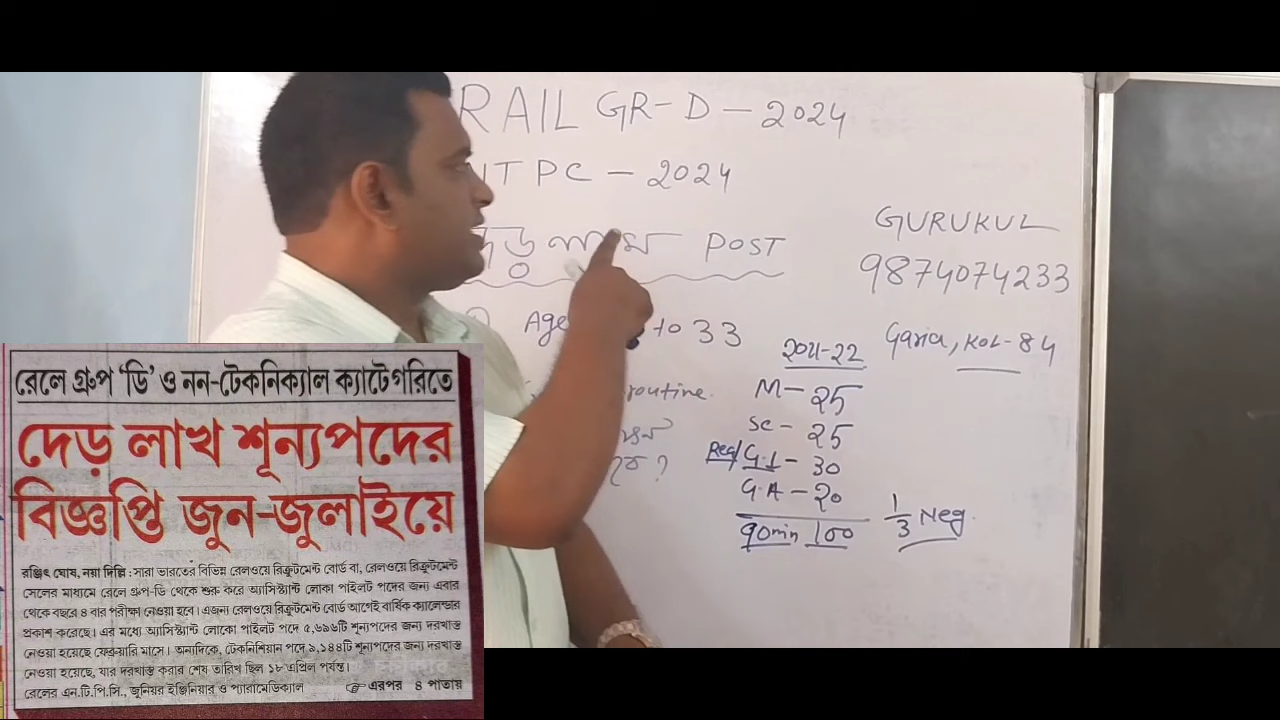 RAIL GR-D - 2024
NTPC - 2024
দেড় লাখ POST
Age to 33
routine.
GURUKUL
9874074233
Garia, KOL-84
2021-22
M - 25
SC - 25
Rea/G.I - 30
G.A - 20
90min 100
1/3 Neg.
রেলে গ্রুপ 'ডি' ও নন-টেকনিক্যাল ক্যাটেগরিতে
দেড় লাখ শূন্যপদের
বিজ্ঞপ্তি জুন-জুলাইয়ে
রঞ্জিৎ ঘোষ, নয়া দিল্লি : সারা ভারতের বিভিন্ন রেলওয়ে রিক্রুটমেন্ট বোর্ড বা, রেলওয়ে রিক্রুটমেন্ট
সেলের মাধ্যমে রেলে গ্রুপ-ডি থেকে শুরু করে অ্যাসিস্ট্যান্ট লোকো পাইলট পদের জন্য এবার
থেকে বছরে ৪ বার পরীক্ষা নেওয়া হবে। এজন্য রেলওয়ে রিক্রুটমেন্ট বোর্ড আগেই বার্ষিক ক্যালেন্ডার
প্রকাশ করেছে। এর মধ্যে অ্যাসিস্ট্যান্ট লোকো পাইলট পদে ৫,৬৯৬টি শূন্যপদের জন্য দরখাস্ত
নেওয়া হয়েছে ফেব্রুয়ারি মাসে। অন্যদিকে, টেকনিশিয়ান পদে ৯,১৪৪টি শূন্যপদের জন্য দরখাস্ত
নেওয়া হয়েছে, যার দরখাস্ত করার শেষ তারিখ ছিল ১৮ এপ্রিল পর্যন্ত।
রেলের এন.টি.পি.সি., জুনিয়র ইঞ্জিনিয়ার ও প্যারামেডিক্যাল ☞ এরপর ৪ পাতায়